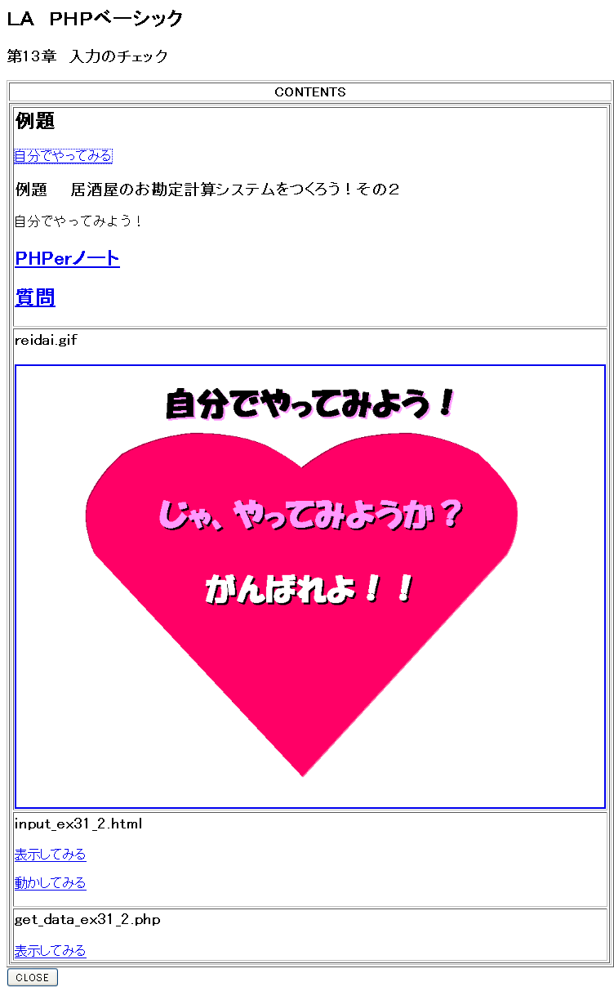 LA　PHPベーシック
第13章　入力のチェック
CONTENTS
例題
自分でやってみる
例題　居酒屋のお勘定計算システムをつくろう！その２
自分でやってみよう！
PHPerノート
質問
reidai.gif
自分でやってみよう！
じゃ、やってみようか？
がんばれよ！！
input_ex31_2.html
表示してみる
動かしてみる
get_data_ex31_2.php
表示してみる
CLOSE